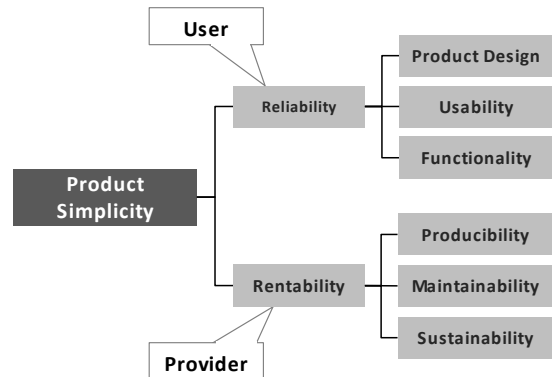 User
Product Design
Reliability
Usability
Functionality
Product
Simplicity
Producibility
Rentability
Maintainability
Sustainability
Provider